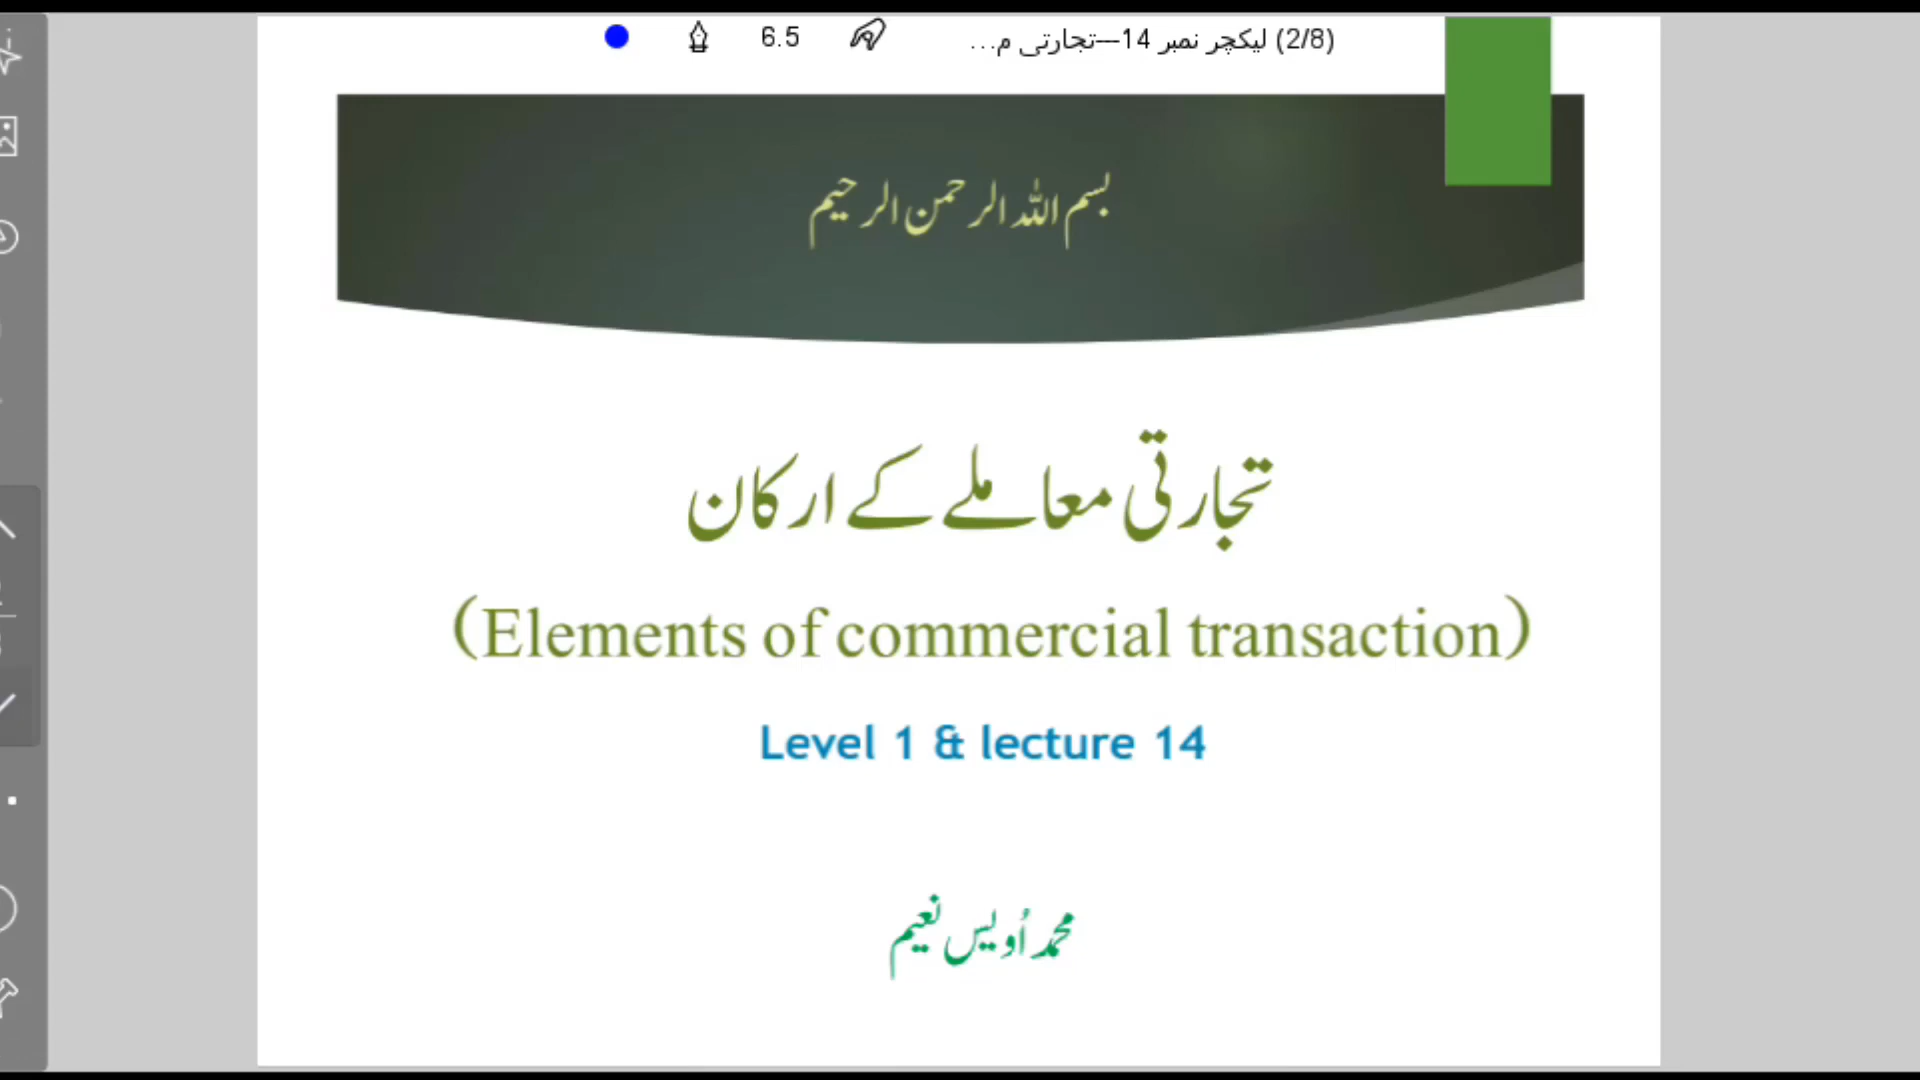 6.5
(2/8) لیکچر نمبر 14---تجارتی م...
بسم اللہ الرحمن الرحیم
تجارتی معاملے کے ارکان
(Elements of commercial transaction)
Level 1 & lecture 14
محمد اُویس نعیم